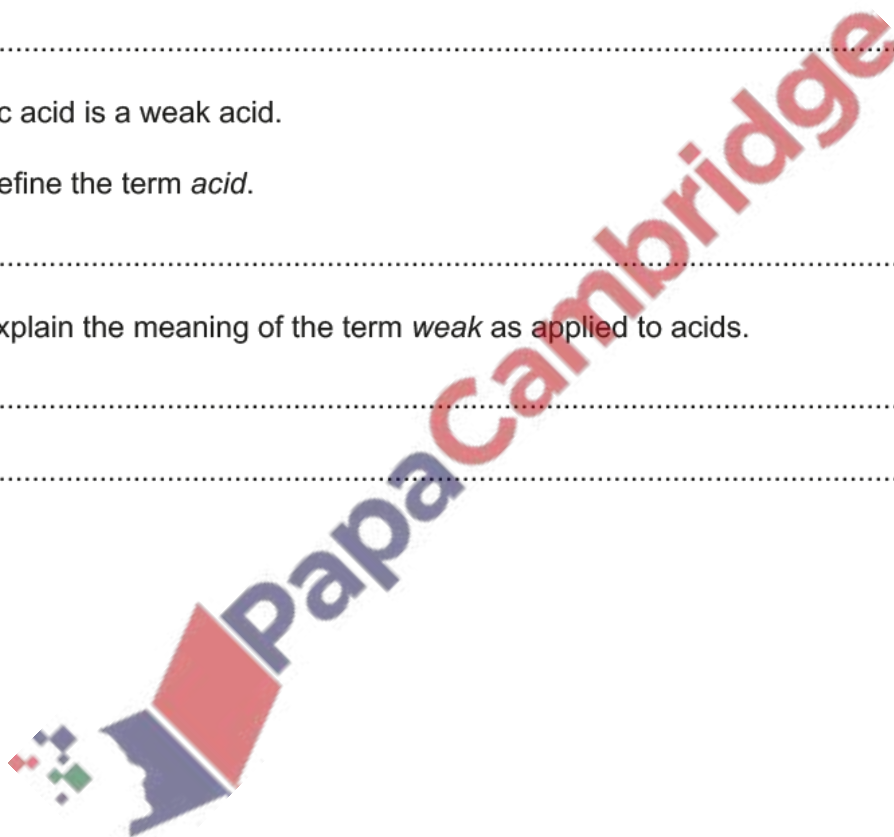 c acid is a weak acid.
efine the term acid.
xplain the meaning of the term weak as applied to acids.
PapaCambridge